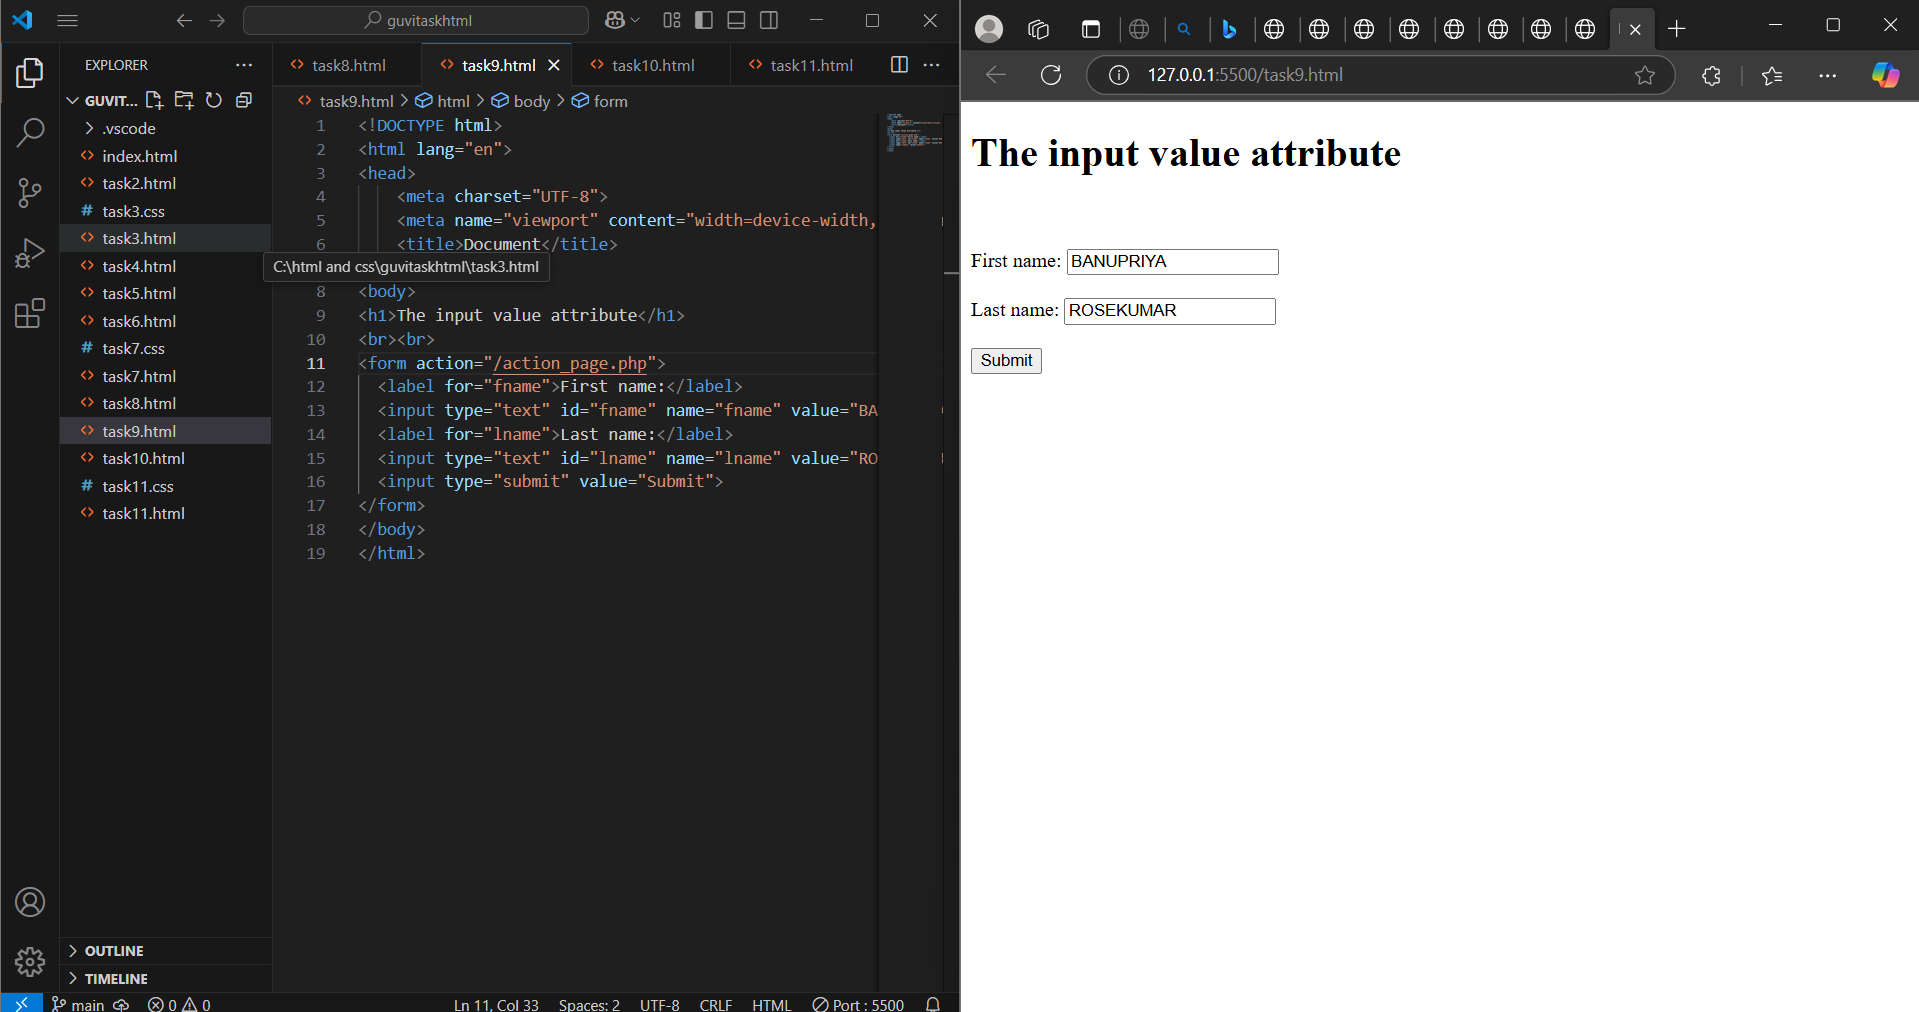 guvitaskhtml
EXPLORER
GUVIT...
.vscode
index.html
task2.html
task3.css
task3.html
task4.html
task5.html
task6.html
task7.css
task7.html
task8.html
task9.html
task10.html
task11.css
task11.html
OUTLINE
TIMELINE
task8.html task9.html task10.html task11.html
task9.html > html > body > form
1 <!DOCTYPE html>
2 <html lang="en">
3 <head>
4 <meta charset="UTF-8">
5 <meta name="viewport" content="width=device-width,
6 <title>Document</title>
C:\html and css\guvitaskhtml\task3.html
8 <body>
9 <h1>The input value attribute</h1>
10 <br><br>
11 <form action="/action_page.php">
12 <label for="fname">First name:</label>
13 <input type="text" id="fname" name="fname" value="BA
14 <label for="lname">Last name:</label>
15 <input type="text" id="lname" name="lname" value="RO
16 <input type="submit" value="Submit">
17 </form>
18 </body>
19 </html>
main 0 0 Ln 11, Col 33 Spaces: 2 UTF-8 CRLF HTML Port : 5500
127.0.0.1:5500/task9.html
The input value attribute
First name: BANUPRIYA
Last name: ROSEKUMAR
Submit